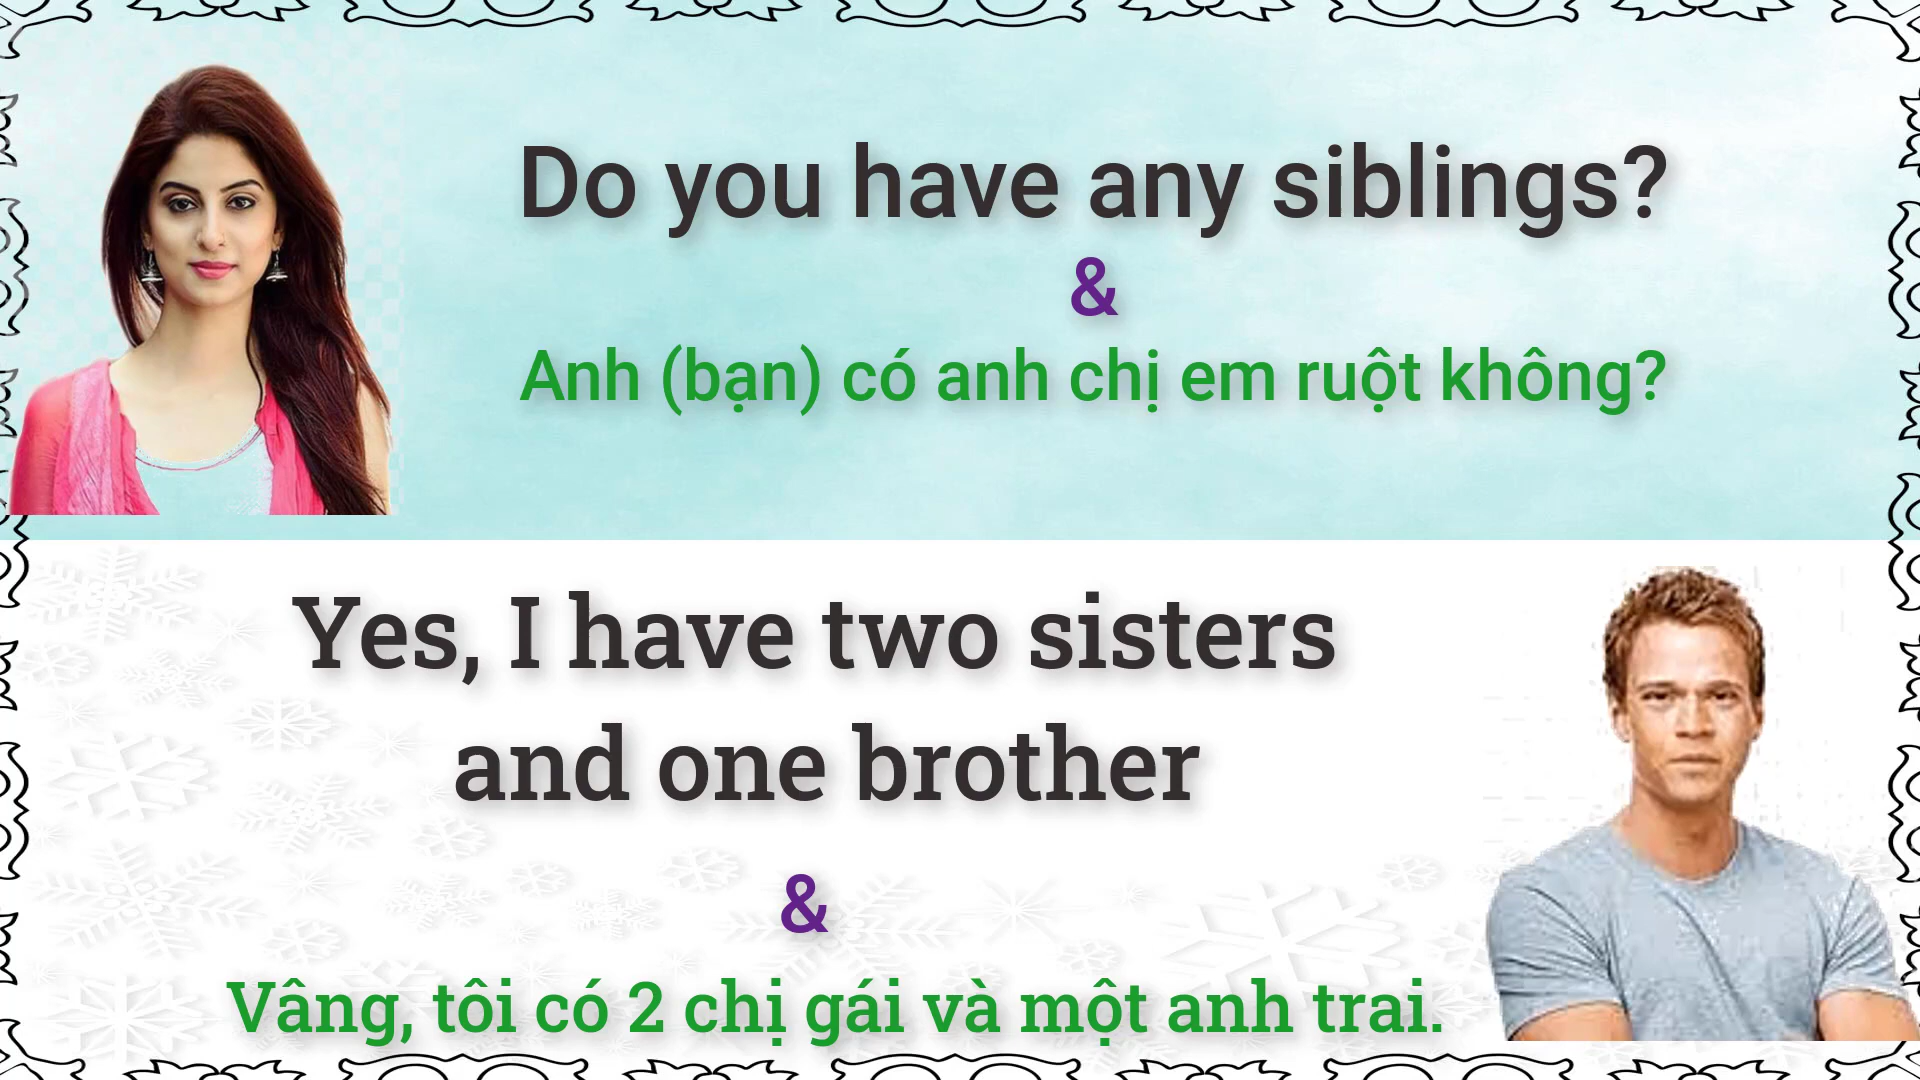 Do you have any siblings?
&
Anh (bạn) có anh chị em ruột không?
Yes, I have two sisters
and one brother
&
Vâng, tôi có 2 chị gái và một anh trai.